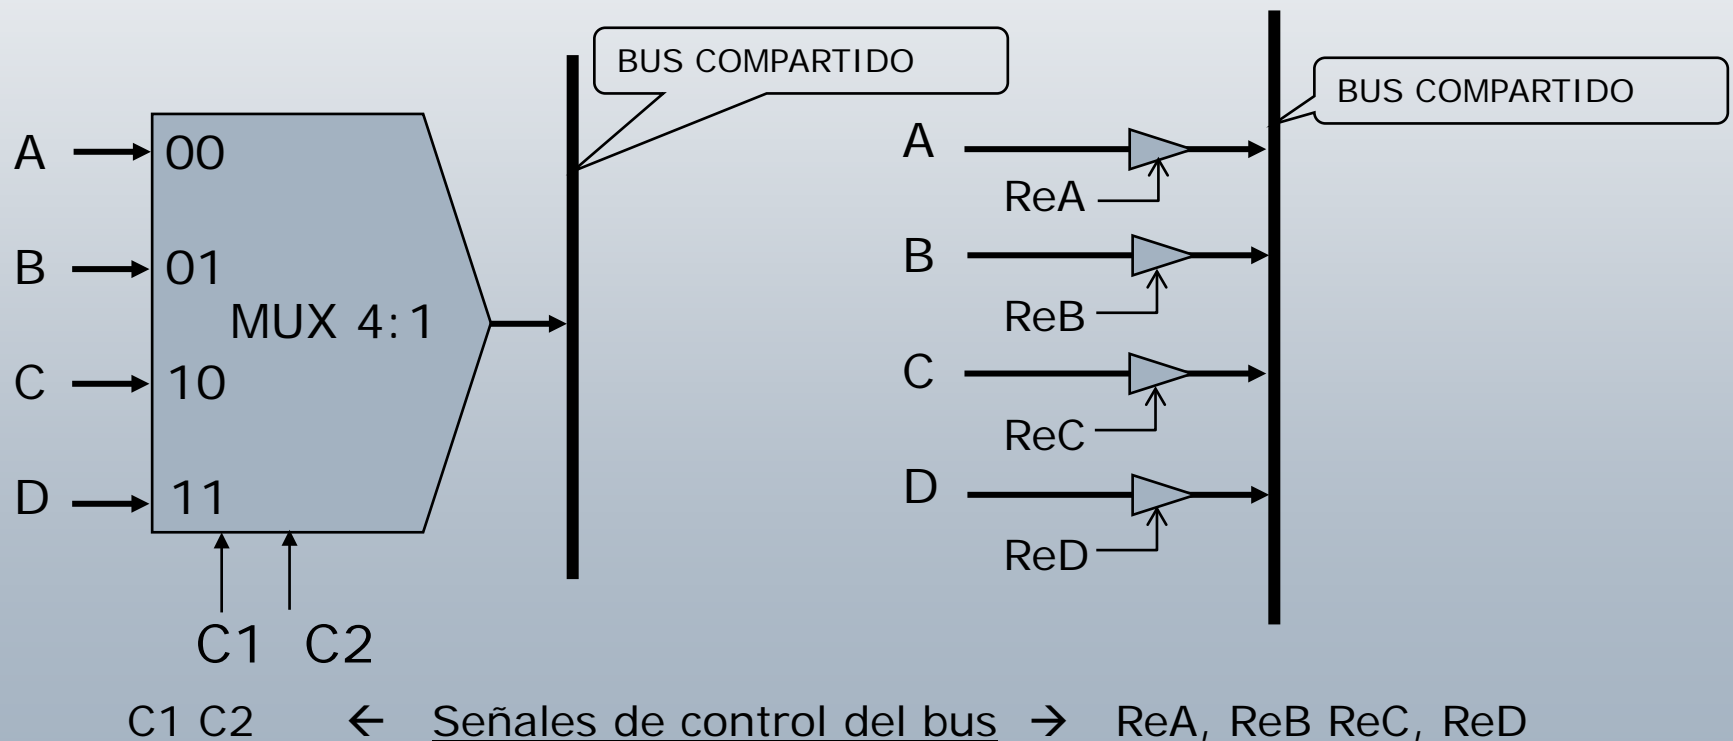 BUS COMPARTIDO
A
00
B
01
MUX 4:1
C
10
D
11
C1 C2
BUS COMPARTIDO
A
ReA
B
ReB
C
ReC
D
ReD
C1 C2 ← Señales de control del bus → ReA, ReB ReC, ReD